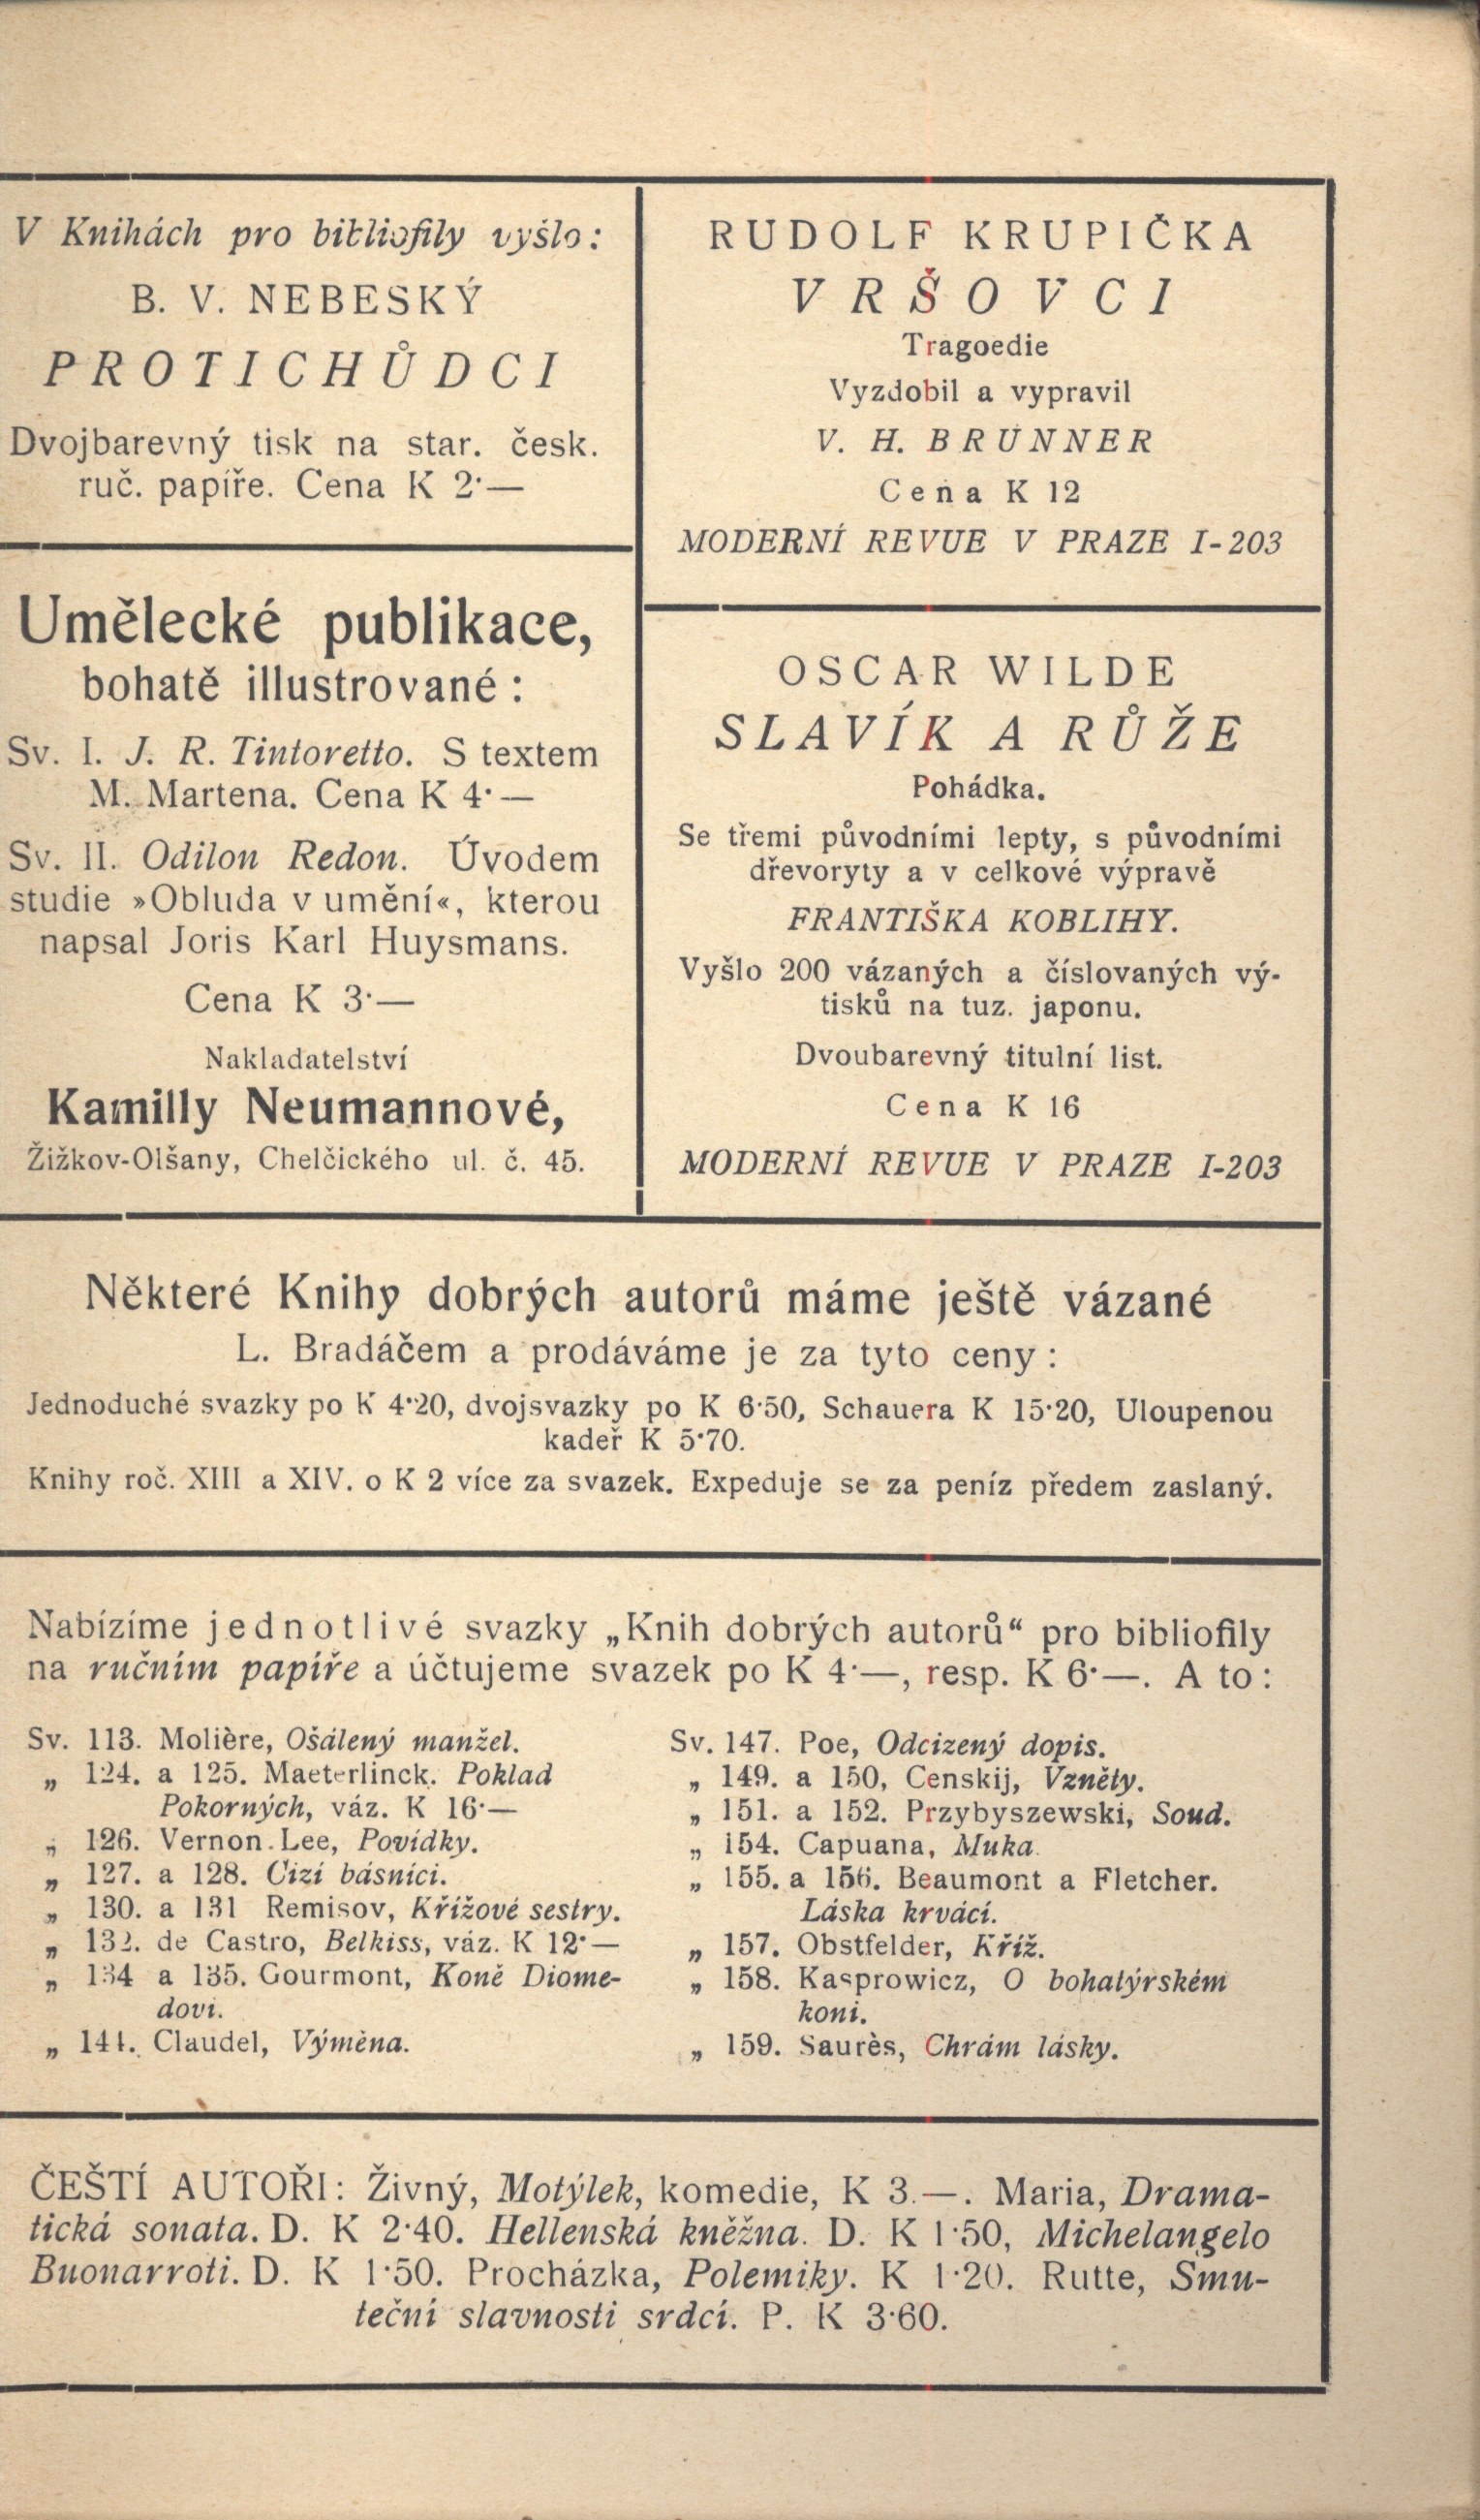 V Knihách pro bibliofily vyšlo:
B. V. NEBESKÝ
PROTICHŮDCI
Dvojbarevný tisk na star. česk.
ruč. papíře. Cena K 2·—
Umělecké publikace,
bohatě illustrované:
Sv. I. J. R. Tintoretto. S textem
M. Martena. Cena K 4·—
Sv. II. Odilon Redon. Úvodem
studie »Obluda v umění«, kterou
napsal Joris Karl Huysmans.
Cena K 3·—
Nakladatelství
Kamilly Neumannové,
Žižkov-Olšany, Chelčického ul. č. 45.
RUDOLF KRUPIČKA
VRŠOVCI
Tragoedie
Vyzdobil a vypravil
V. H. BRUNNER
Cena K 12
MODERNÍ REVUE V PRAZE I-203
OSCAR WILDE
SLAVÍK A RŮŽE
Pohádka.
Se třemi původními lepty, s původními
dřevoryty a v celkové výpravě
FRANTIŠKA KOBLIHY.
Vyšlo 200 vázaných a číslovaných vý-
tisků na tuz. japonu.
Dvoubarevný titulní list.
Cena K 16
MODERNÍ REVUE V PRAZE I-203
Některé Knihy dobrých autorů máme ještě vázané
L. Bradáčem a prodáváme je za tyto ceny:
Jednoduché svazky po K 4·20, dvojsvazky po K 6·50, Schauera K 15·20, Uloupenou
kadeř K 5·70.
Knihy roč. XIII a XIV. o K 2 více za svazek. Expeduje se za peníz předem zaslaný.
Nabízíme jednotlivé svazky „Knih dobrých autorů“ pro bibliofily
na ručním papíře a účtujeme svazek po K 4·—, resp. K 6·—. A to:
Sv. 113. Molière, Ošálený manžel.
„ 124. a 125. Maeterlinck. Poklad
Pokorných, váz. K 16·—
„ 126. Vernon Lee, Povídky.
„ 127. a 128. Cizí básníci.
„ 130. a 131 Remisov, Křížové sestry.
„ 132. de Castro, Belkiss, váz. K 12·—
„ 134 a 135. Gourmont, Koně Diome-
dovi.
„ 144. Claudel, Výměna.
Sv. 147. Poe, Odcizený dopis.
„ 149. a 150, Censkij, Vzněty.
„ 151. a 152. Przybyszewski, Soud.
„ 154. Capuana, Muka.
„ 155. a 156. Beaumont a Fletcher.
Láska krvácí.
„ 157. Obstfelder, Kříž.
„ 158. Kasprowicz, O bohatýrském
koni.
„ 159. Saurès, Chrám lásky.
ČEŠTÍ AUTOŘI: Živný, Motýlek, komedie, K 3.—. Maria, Drama-
tická sonata. D. K 2·40. Hellenská kněžna. D. K 1·50, Michelangelo
Buonarroti. D. K 1·50. Procházka, Polemiky. K 1·20. Rutte, Smu-
teční slavnosti srdcí. P. K 3·60.